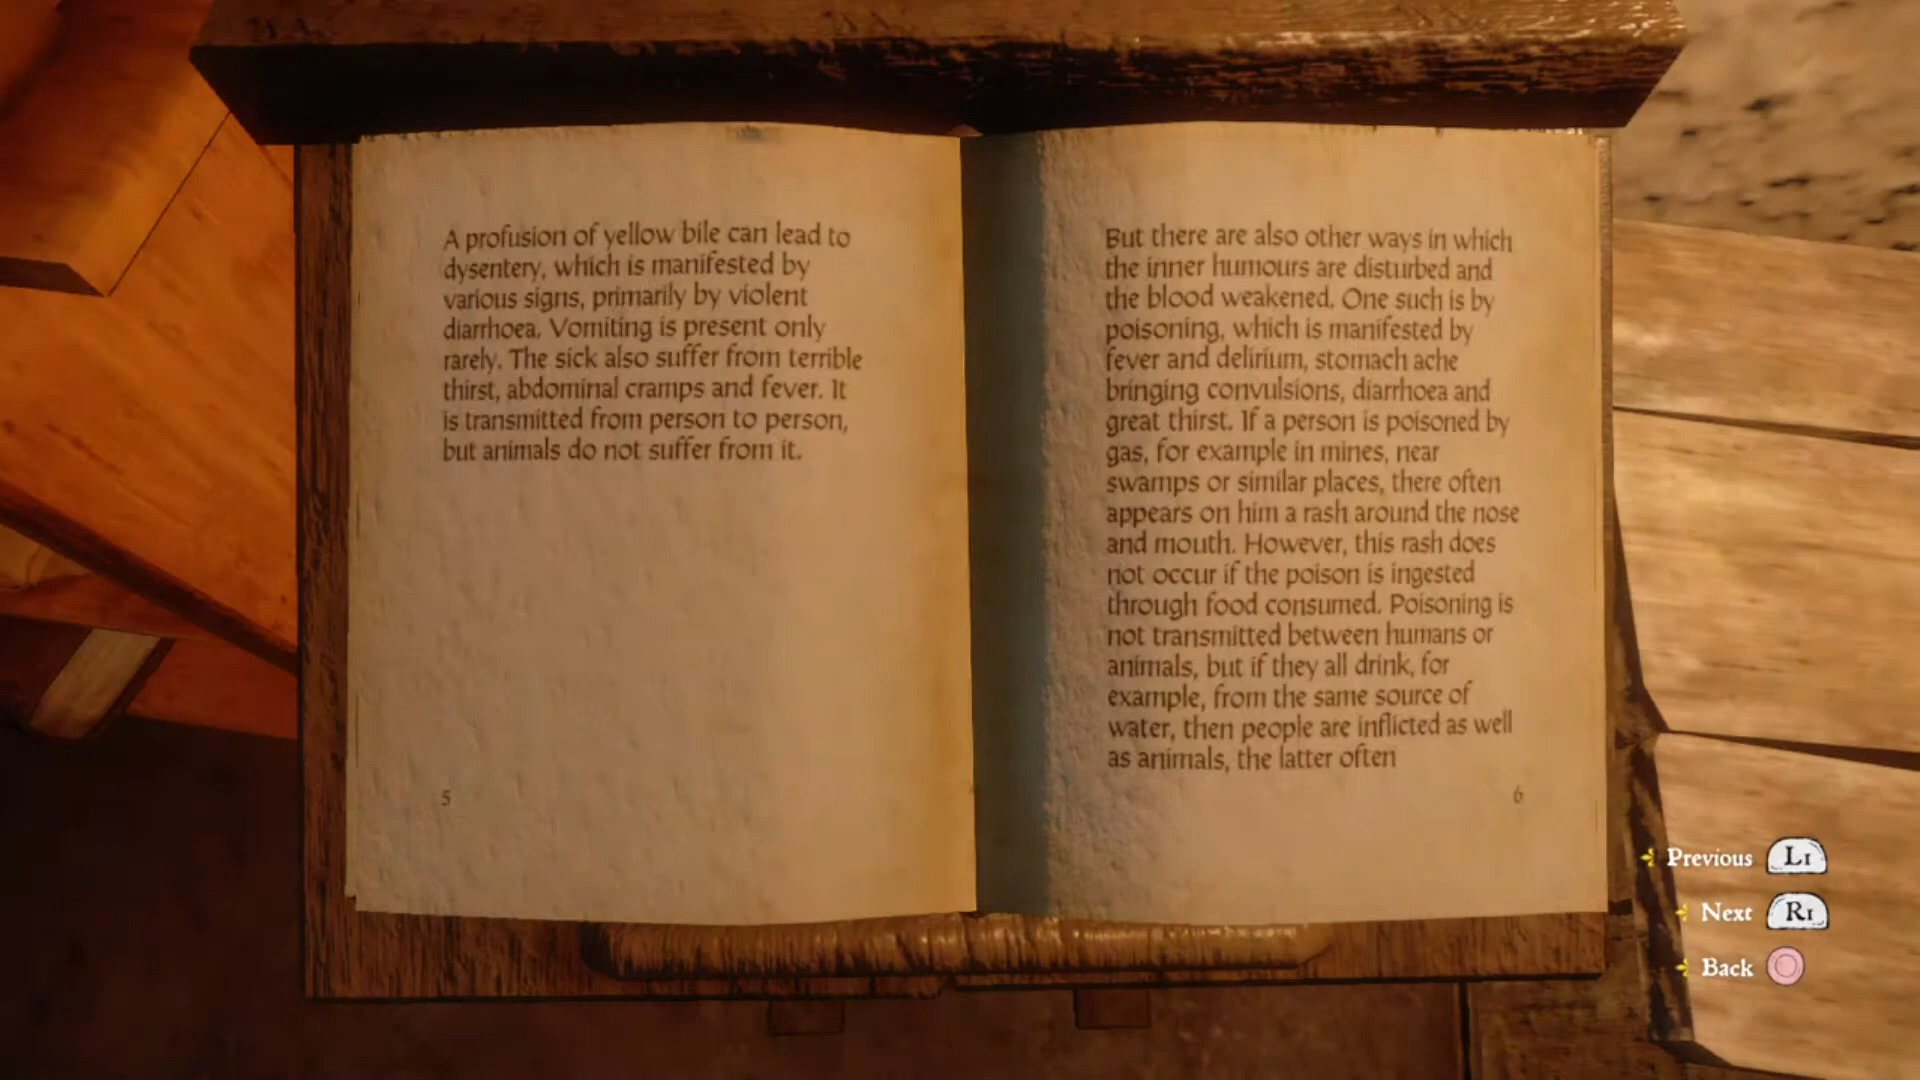 A profusion of yellow bile can lead to
dysentery, which is manifested by
various signs, primarily by violent
diarrhoea. Vomiting is present only
rarely. The sick also suffer from terrible
thirst, abdominal cramps and fever. It
is transmitted from person to person,
but animals do not suffer from it.
5
But there are also other ways in which
the inner humours are disturbed and
the blood weakened. One such is by
poisoning, which is manifested by
fever and delirium, stomach ache
bringing convulsions, diarrhoea and
great thirst. If a person is poisoned by
gas, for example in mines, near
swamps or similar places, there often
appears on him a rash around the nose
and mouth. However, this rash does
not occur if the poison is ingested
through food consumed. Poisoning is
not transmitted between humans or
animals, but if they all drink, for
example, from the same source of
water, then people are inflicted as well
as animals, the latter often
6
Previous L1
Next R1
Back